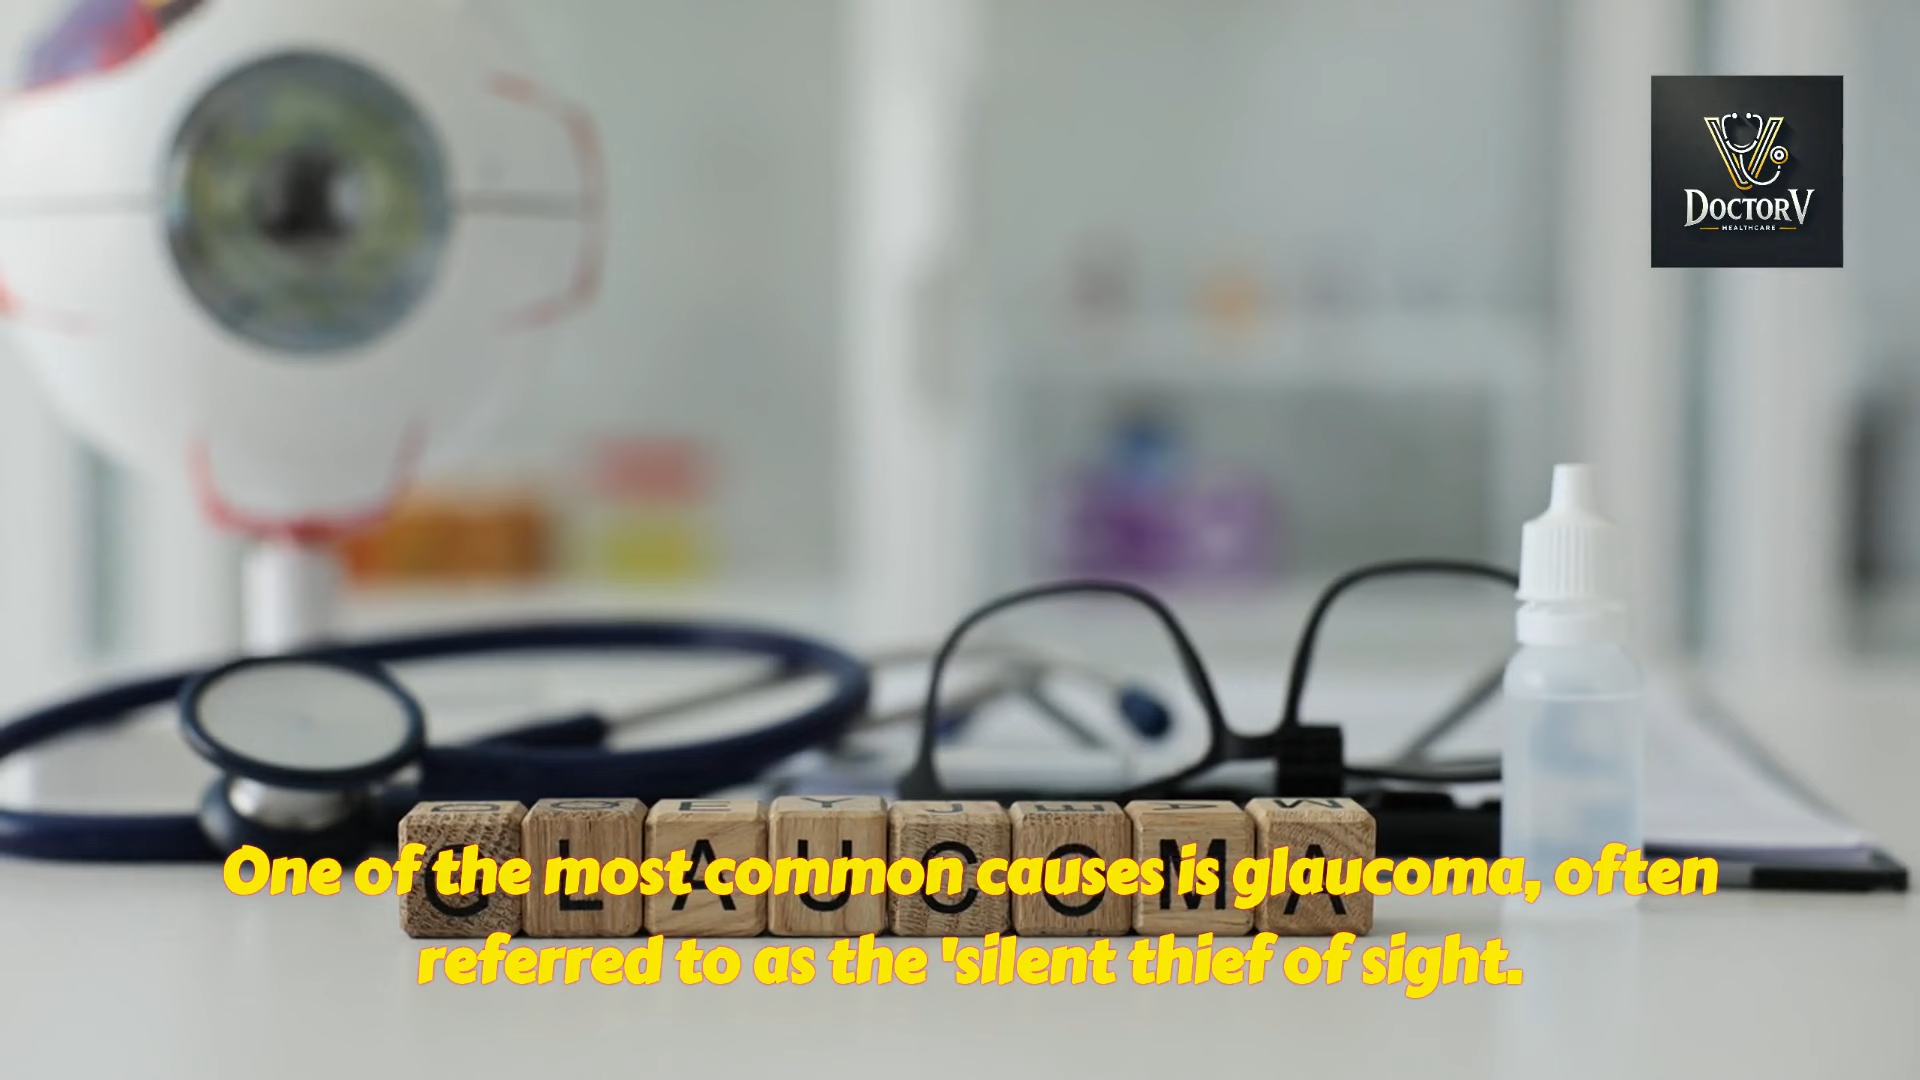 DOCTORV
HEALTHCARE
D Q E Y J E A M
GLAUCOMA
One of the most common causes is glaucoma, often
referred to as the 'silent thief of sight.